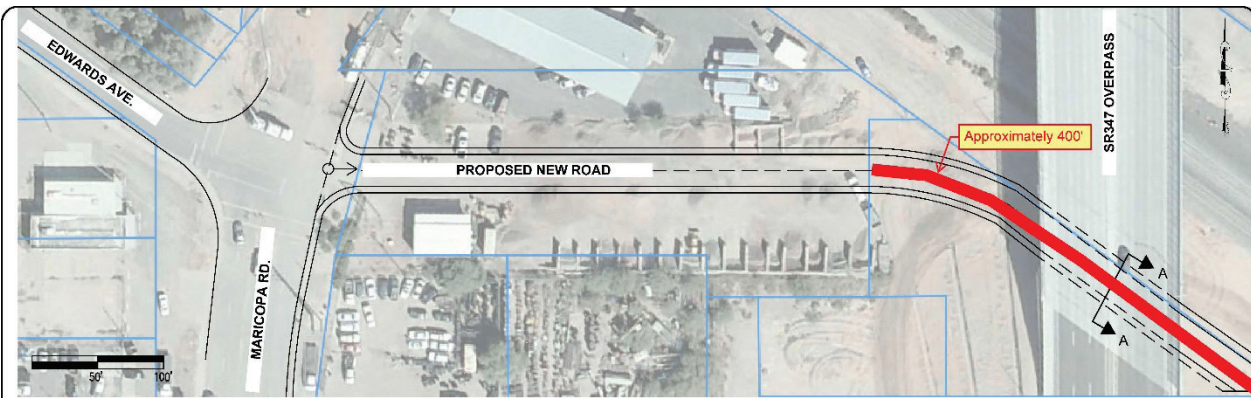 EDWARDS AVE.
MARICOPA RD.
PROPOSED NEW ROAD
Approximately 400'
SR347 OVERPASS
A
A
50'
100'